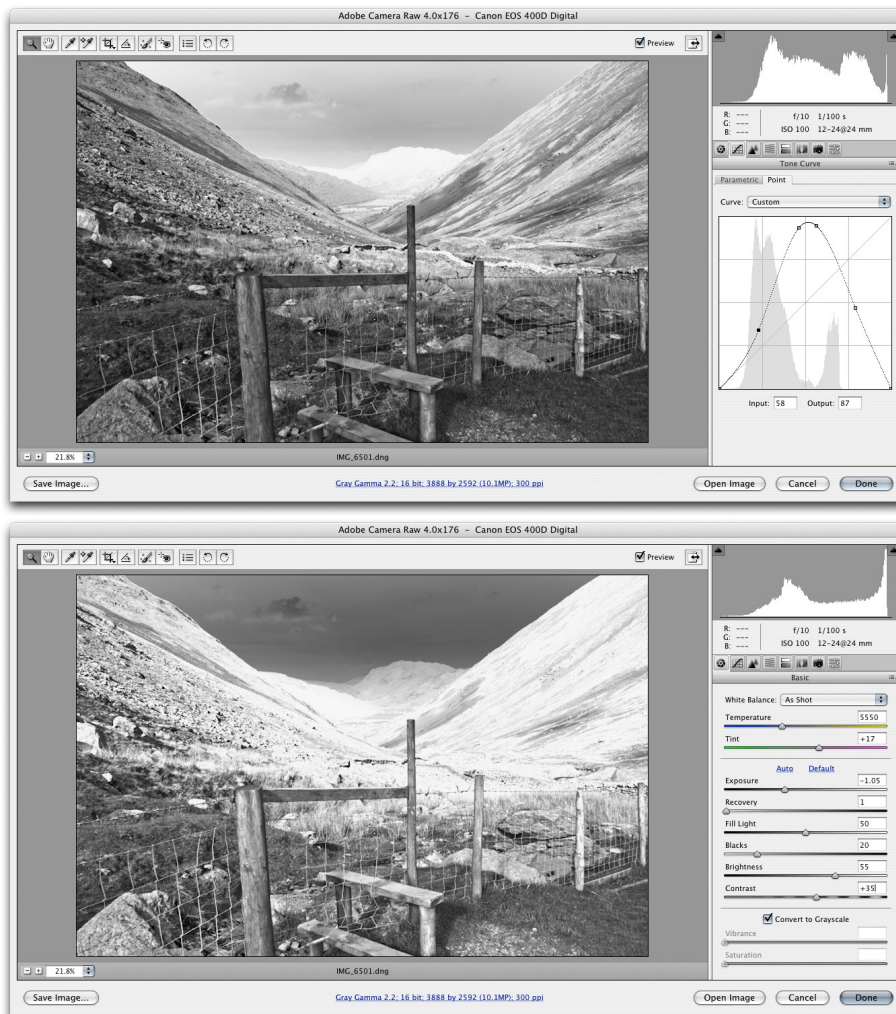 Adobe Camera Raw 4.0x176 – Canon EOS 400D Digital
Preview
R: ---
G: ---
B: ---
f/10 1/100 s
ISO 100 12-24@24 mm
Tone Curve
Parametric Point
Curve: Custom
Input: 58 Output: 87
21.8%
IMG_6501.dng
Save Image...
Gray Gamma 2.2; 16 bit; 3888 by 2592 (10.1MP); 300 ppi
Open Image Cancel Done
Adobe Camera Raw 4.0x176 – Canon EOS 400D Digital
Preview
R: ---
G: ---
B: ---
f/10 1/100 s
ISO 100 12-24@24 mm
Basic
White Balance: As Shot
Temperature 5550
Tint +17
Auto Default
Exposure -1.05
Recovery 1
Fill Light 50
Blacks 20
Brightness 55
Contrast +35
Convert to Grayscale
Vibrance
Saturation
21.8%
IMG_6501.dng
Save Image...
Gray Gamma 2.2; 16 bit; 3888 by 2592 (10.1MP); 300 ppi
Open Image Cancel Done